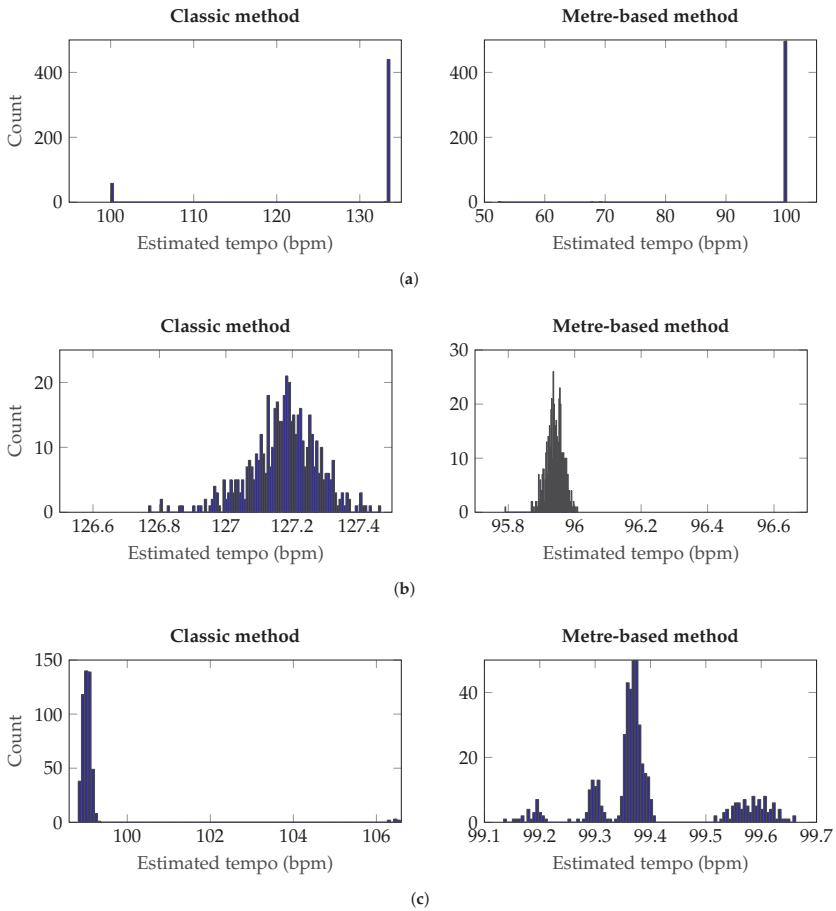 Classic method
Metre-based method
400
200
0
Count
100 110 120 130
Estimated tempo (bpm)
400
200
0
50 60 70 80 90 100
Estimated tempo (bpm)
(a)
Classic method
Metre-based method
20
10
0
Count
126.6 126.8 127 127.2 127.4
Estimated tempo (bpm)
30
20
10
0
95.8 96 96.2 96.4 96.6
Estimated tempo (bpm)
(b)
Classic method
Metre-based method
150
100
50
0
Count
100 102 104 106
Estimated tempo (bpm)
40
20
0
99.1 99.2 99.3 99.4 99.5 99.6 99.7
Estimated tempo (bpm)
(c)